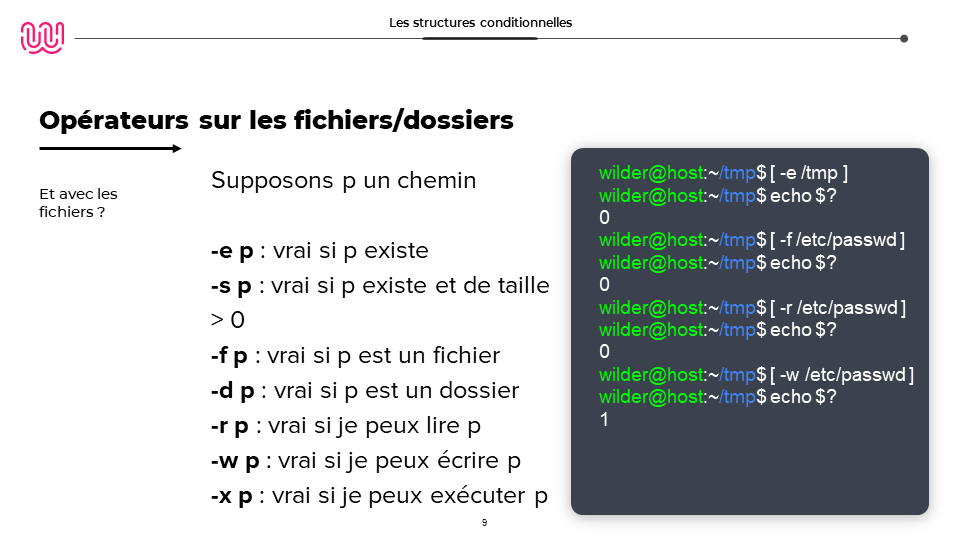 Les structures conditionnelles
Opérateurs sur les fichiers/dossiers
Et avec les
fichiers ?
Supposons p un chemin
-e p : vrai si p existe
-s p : vrai si p existe et de taille
> 0
-f p : vrai si p est un fichier
-d p : vrai si p est un dossier
-r p : vrai si je peux lire p
-w p : vrai si je peux écrire p
-x p : vrai si je peux exécuter p
wilder@host:~/tmp$ [ -e /tmp ]
wilder@host:~/tmp$ echo $?
0
wilder@host:~/tmp$ [ -f /etc/passwd ]
wilder@host:~/tmp$ echo $?
0
wilder@host:~/tmp$ [ -r /etc/passwd ]
wilder@host:~/tmp$ echo $?
0
wilder@host:~/tmp$ [ -w /etc/passwd ]
wilder@host:~/tmp$ echo $?
1
9